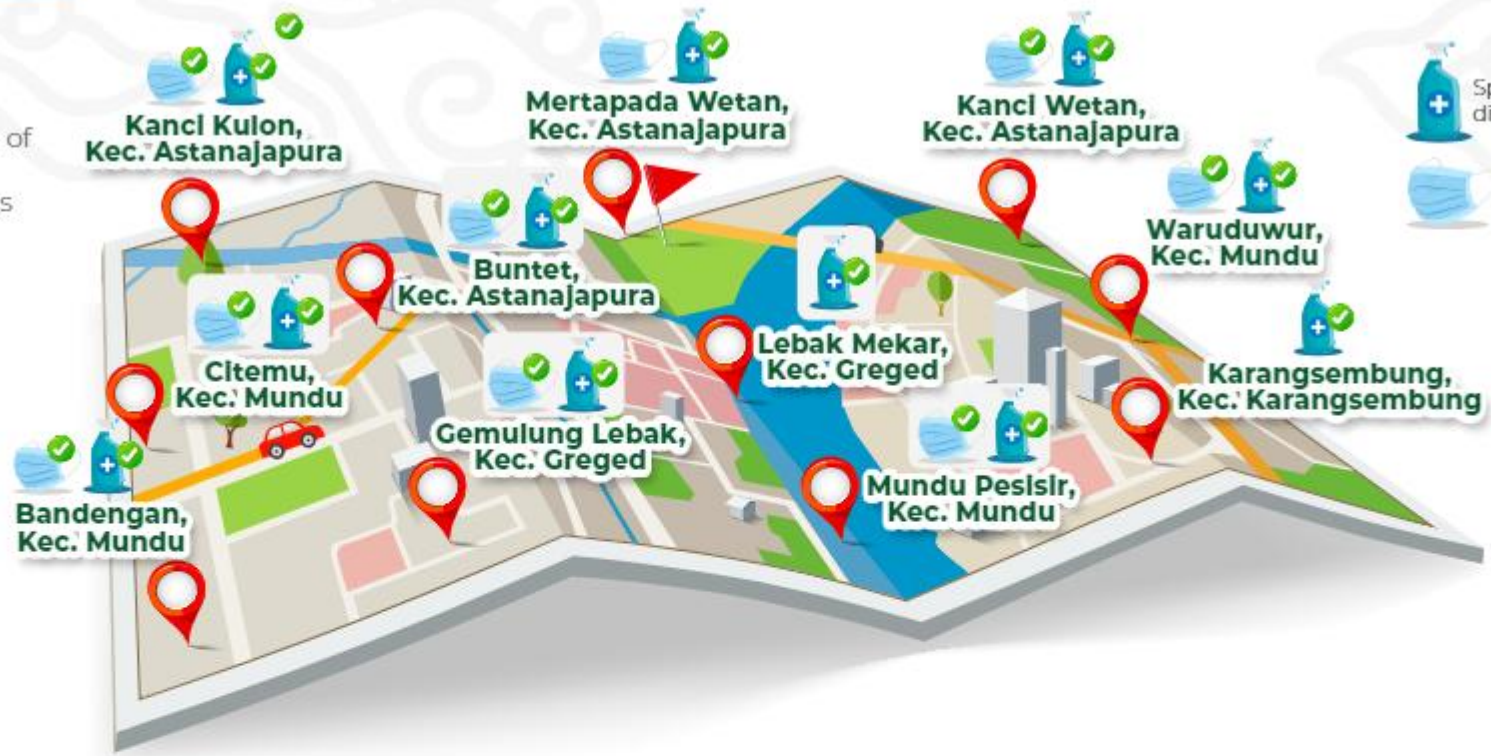 of
s
Kanci Kulon,
Kec. Astanajapura
Mertapada Wetan,
Kec. Astanajapura
Kanci Wetan,
Kec. Astanajapura
Waruduwur,
Kec. Mundu
Buntet,
Kec. Astanajapura
Citemu,
Kec. Mundu
Lebak Mekar,
Kec. Greged
Karangsembung,
Kec. Karangsembung
Gemulung Lebak,
Kec. Greged
Mundu Pesisir,
Kec. Mundu
Bandengan,
Kec. Mundu